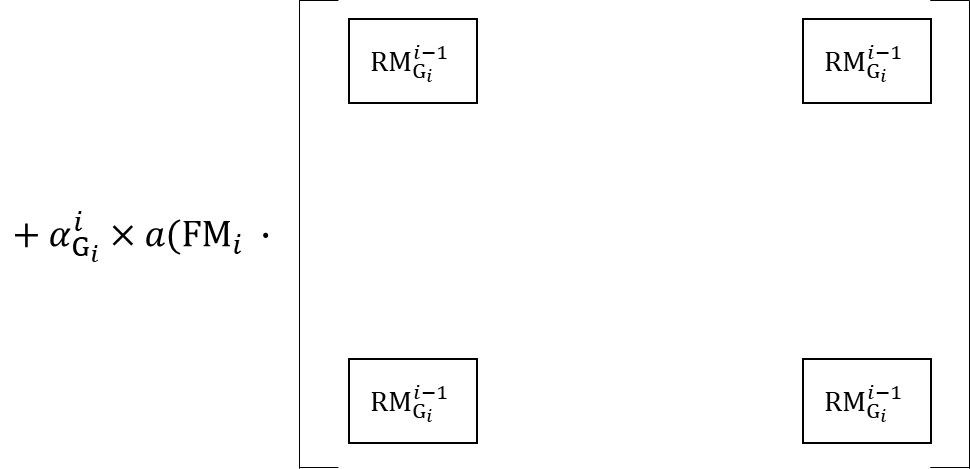 RM_{G_i}^{i−1} RM_{G_i}^{i−1}
+ α_{G_i}^{i} × a(FM_i ·
RM_{G_i}^{i−1} RM_{G_i}^{i−1}